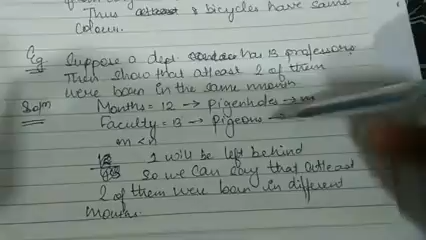 Thus atleast 2 bicycles have same
colour.
Eg. Suppose a dept has 13 professors
Then show that atleast 2 of them
were born in the same month
Soln Months = 12 → pigeonholes → m
Faculty = 13 → pigeons →
m < n
1 will be left behind
so we can say that atleast
2 of them were born in different
months.